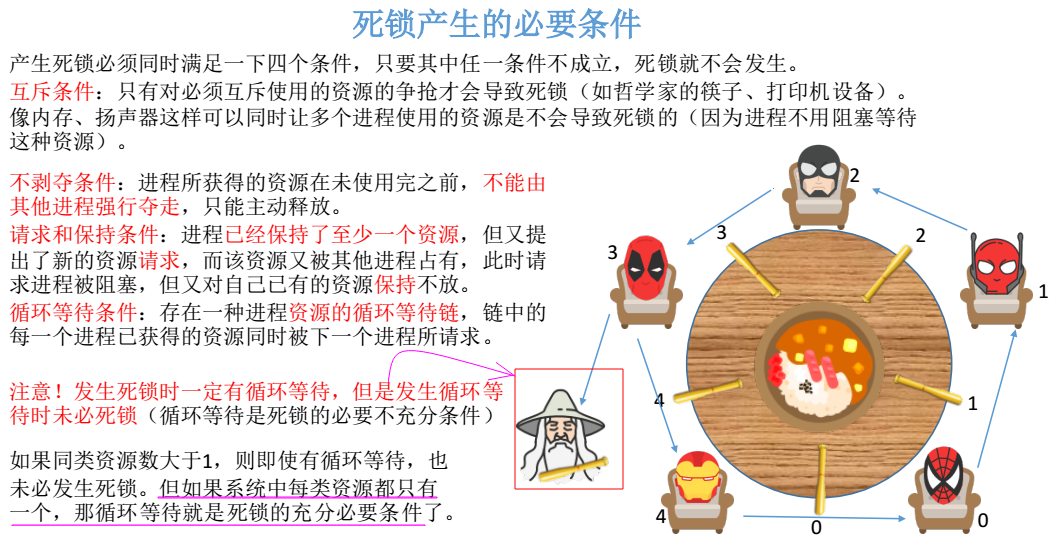 死锁产生的必要条件
产生死锁必须同时满足一下四个条件，只要其中任一条件不成立，死锁就不会发生。
互斥条件：只有对必须互斥使用的资源的争抢才会导致死锁（如哲学家的筷子、打印机设备）。
像内存、扬声器这样可以同时让多个进程使用的资源是不会导致死锁的（因为进程不用阻塞等待
这种资源）。
不剥夺条件：进程所获得的资源在未使用完之前，不能由
其他进程强行夺走，只能主动释放。
请求和保持条件：进程已经保持了至少一个资源，但又提
出了新的资源请求，而该资源又被其他进程占有，此时请
求进程被阻塞，但又对自己已有的资源保持不放。
循环等待条件：存在一种进程资源的循环等待链，链中的
每一个进程已获得的资源同时被下一个进程所请求。
注意！发生死锁时一定有循环等待，但是发生循环等
待时未必死锁（循环等待是死锁的必要不充分条件）
如果同类资源数大于1，则即使有循环等待，也
未必发生死锁。但如果系统中每类资源都只有
一个，那循环等待就是死锁的充分必要条件了。
2
3
2
3
1
4
1
4
0
0